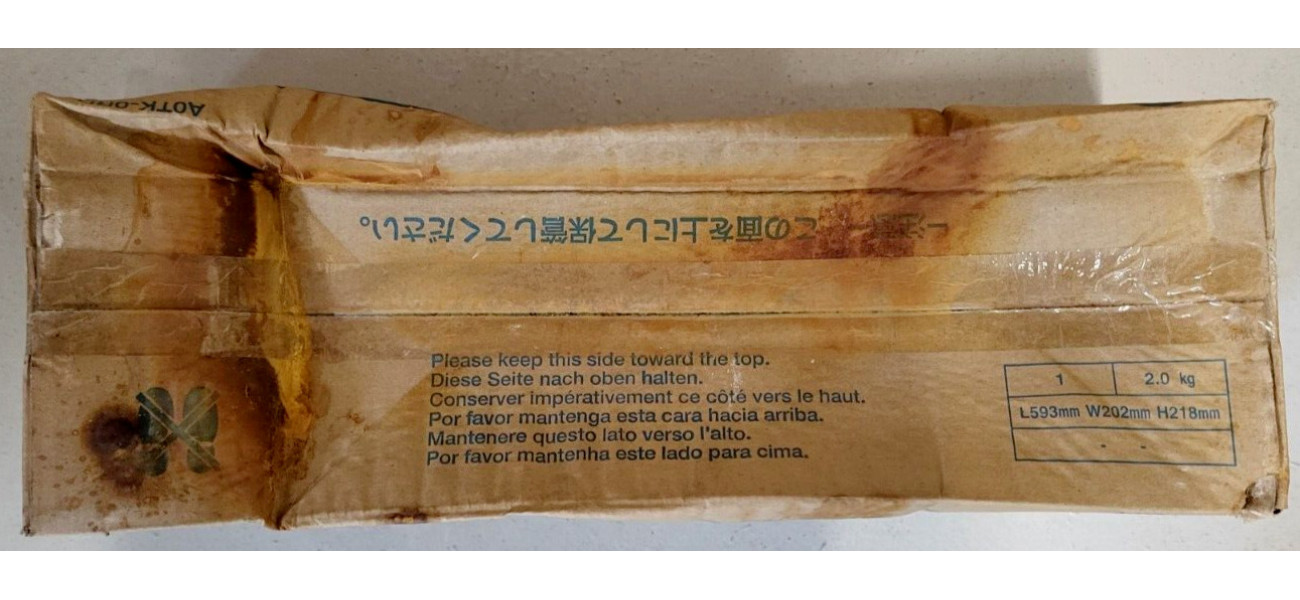 A0TK-
この面を上にして保管してください。
Please keep this side toward the top.
Diese Seite nach oben halten.
Conserver impérativement ce côté vers le haut.
Por favor mantenga esta cara hacia arriba.
Mantenere questo lato verso l'alto.
Por favor mantenha este lado para cima.
1 2.0 kg
L593mm W202mm H218mm
- -